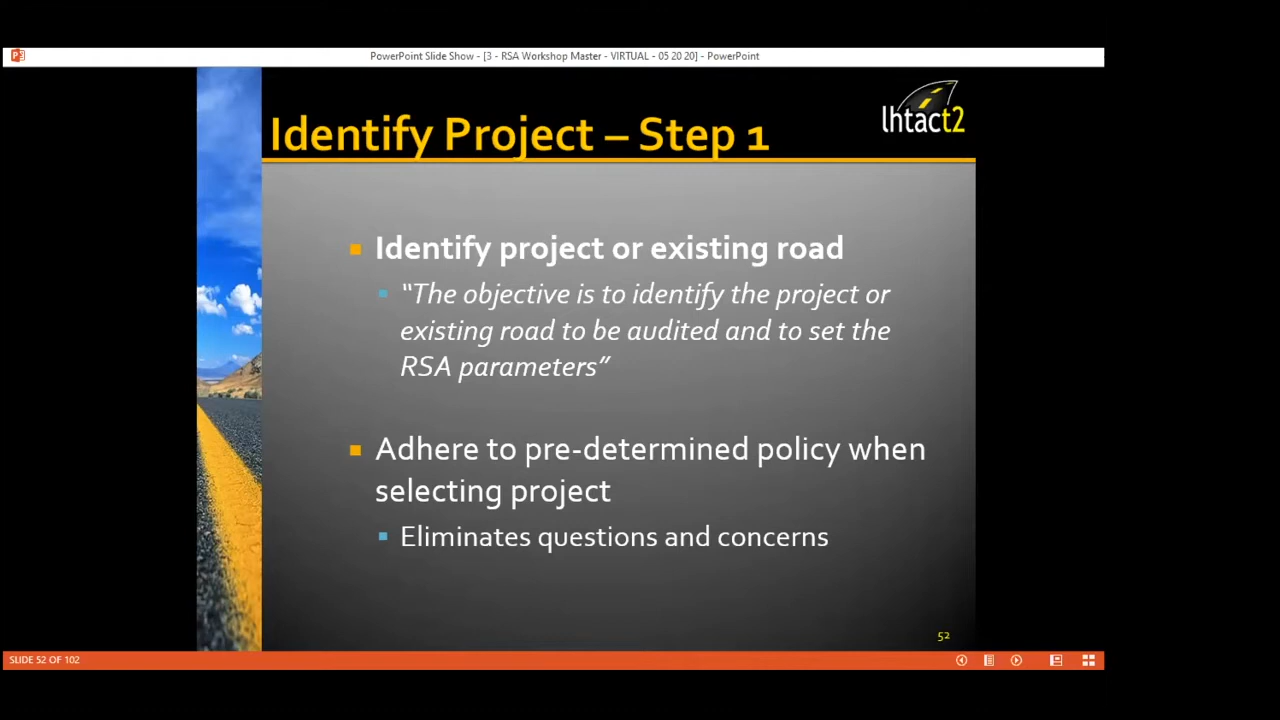 PowerPoint Slide Show - [3 - RSA Workshop Master - VIRTUAL - 05 20 20] - PowerPoint
lhtact2
Identify Project – Step 1
Identify project or existing road
“The objective is to identify the project or
existing road to be audited and to set the
RSA parameters”
Adhere to pre-determined policy when
selecting project
Eliminates questions and concerns
52
SLIDE 52 OF 102